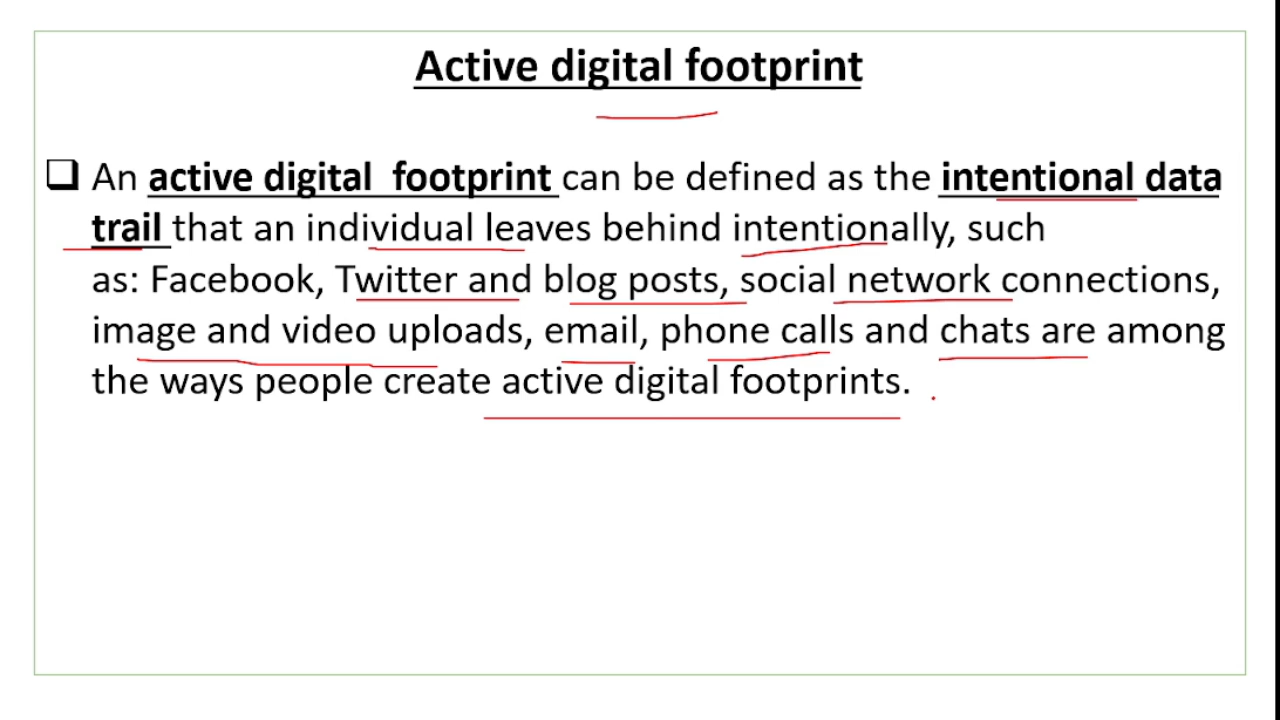 Active digital footprint
❑ An active digital footprint can be defined as the intentional data
trail that an individual leaves behind intentionally, such
as: Facebook, Twitter and blog posts, social network connections,
image and video uploads, email, phone calls and chats are among
the ways people create active digital footprints.